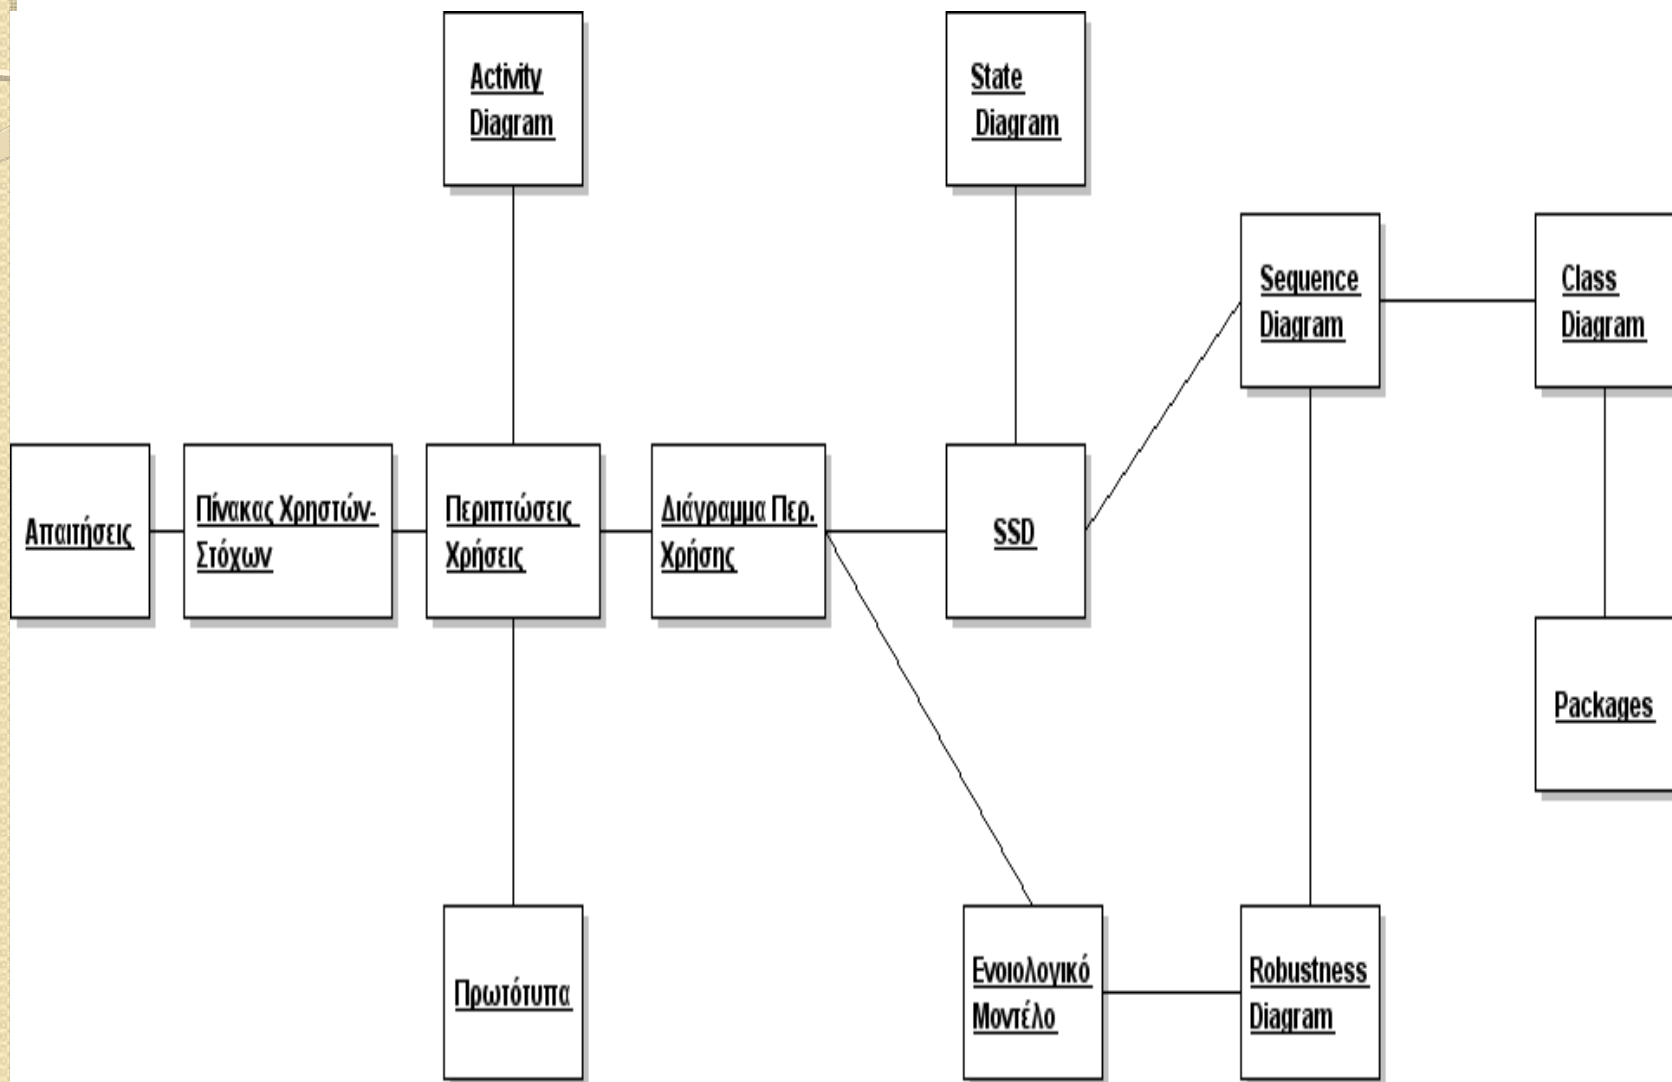 Activity
Diagram
State
Diagram
Sequence
Diagram
Class
Diagram
Απαιτήσεις
Πίνακας Χρηστών-
Στόχων
Περιπτώσεις
Χρήσεις
Διάγραμμα Περ.
Χρήσης
SSD
Packages
Πρωτότυπα
Ενοιολογικό
Μοντέλο
Robustness
Diagram